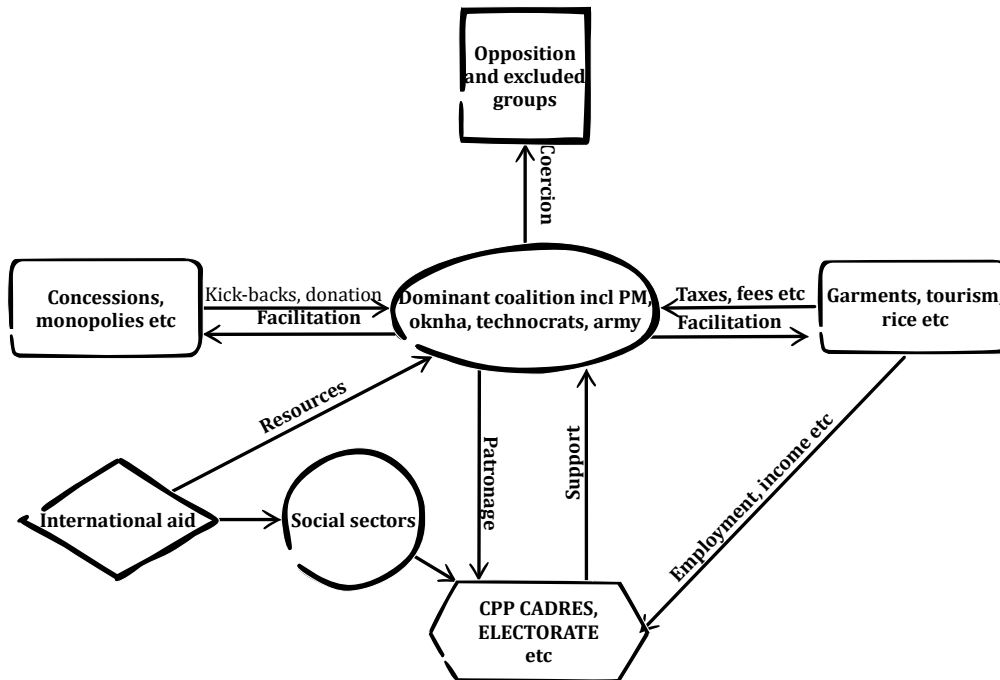 Opposition
and excluded
groups
Coercion
Concessions,
monopolies etc
Kick-backs, donation
Facilitation
Dominant coalition incl PM,
oknha, technocrats, army
Taxes, fees etc
Facilitation
Garments, tourism,
rice etc
Resources
Patronage
Support
Employment, income etc
International aid
Social sectors
CPP CADRES,
ELECTORATE
etc